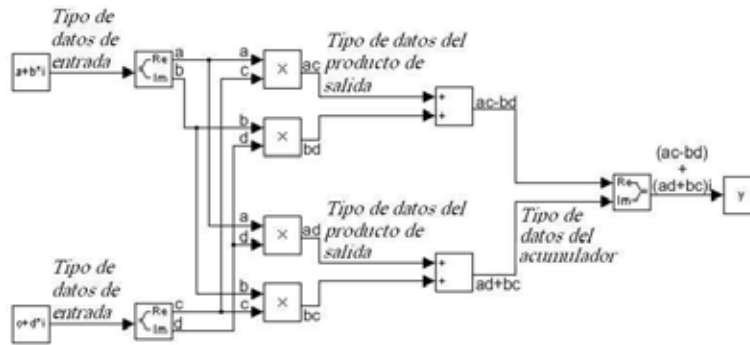 Tipo de
datos de
entrada
a+b*i
Re
Im
a
b
a
c
×
ac
Tipo de datos del
producto de
salida
b
d
×
bd
+
+
ac-bd
a
d
×
ad
Tipo de datos del
producto de
salida
b
c
×
bc
+
+
ad+bc
Tipo de
datos de
entrada
c+d*i
Re
Im
c
d
Tipo de
datos del
acumulador
Re
Im
(ac-bd)
+
(ad+bc)i
y